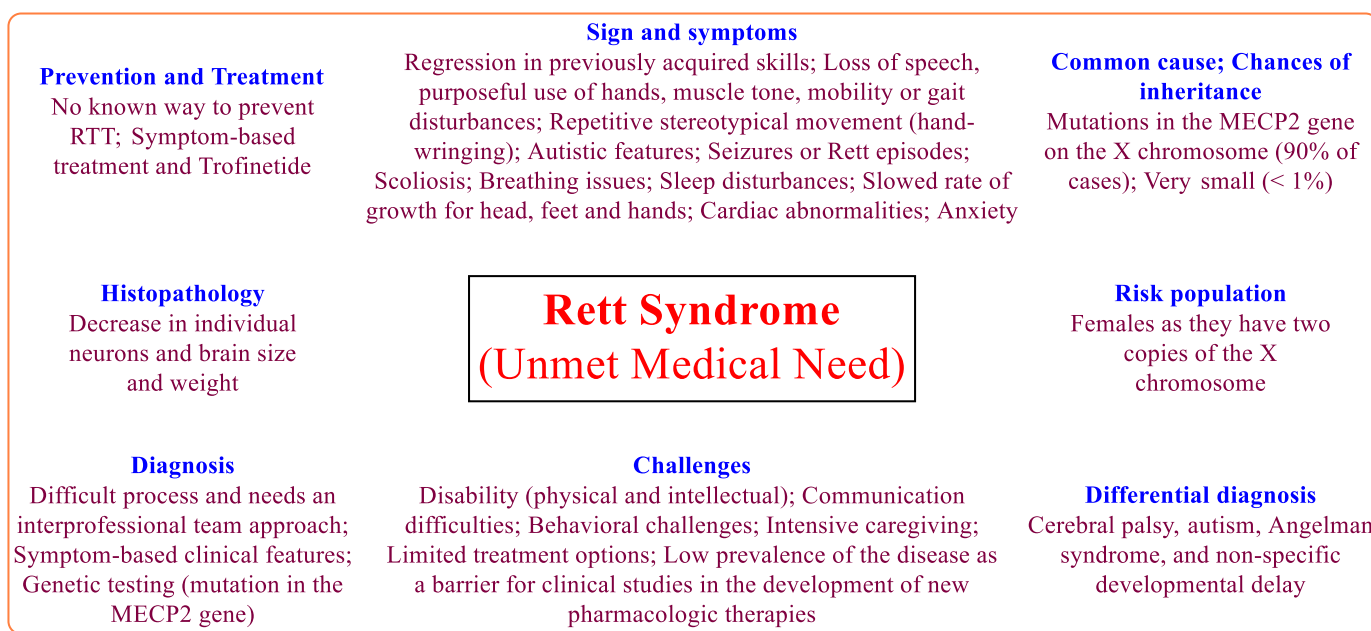 Prevention and Treatment
No known way to prevent
RTT; Symptom-based
treatment and Trofinetide
Sign and symptoms
Regression in previously acquired skills; Loss of speech,
purposeful use of hands, muscle tone, mobility or gait
disturbances; Repetitive stereotypical movement (hand-
wringing); Autistic features; Seizures or Rett episodes;
Scoliosis; Breathing issues; Sleep disturbances; Slowed rate of
growth for head, feet and hands; Cardiac abnormalities; Anxiety
Common cause; Chances of
inheritance
Mutations in the MECP2 gene
on the X chromosome (90% of
cases); Very small (< 1%)
Histopathology
Decrease in individual
neurons and brain size
and weight
Rett Syndrome
(Unmet Medical Need)
Risk population
Females as they have two
copies of the X
chromosome
Diagnosis
Difficult process and needs an
interprofessional team approach;
Symptom-based clinical features;
Genetic testing (mutation in the
MECP2 gene)
Challenges
Disability (physical and intellectual); Communication
difficulties; Behavioral challenges; Intensive caregiving;
Limited treatment options; Low prevalence of the disease as
a barrier for clinical studies in the development of new
pharmacologic therapies
Differential diagnosis
Cerebral palsy, autism, Angelman
syndrome, and non-specific
developmental delay